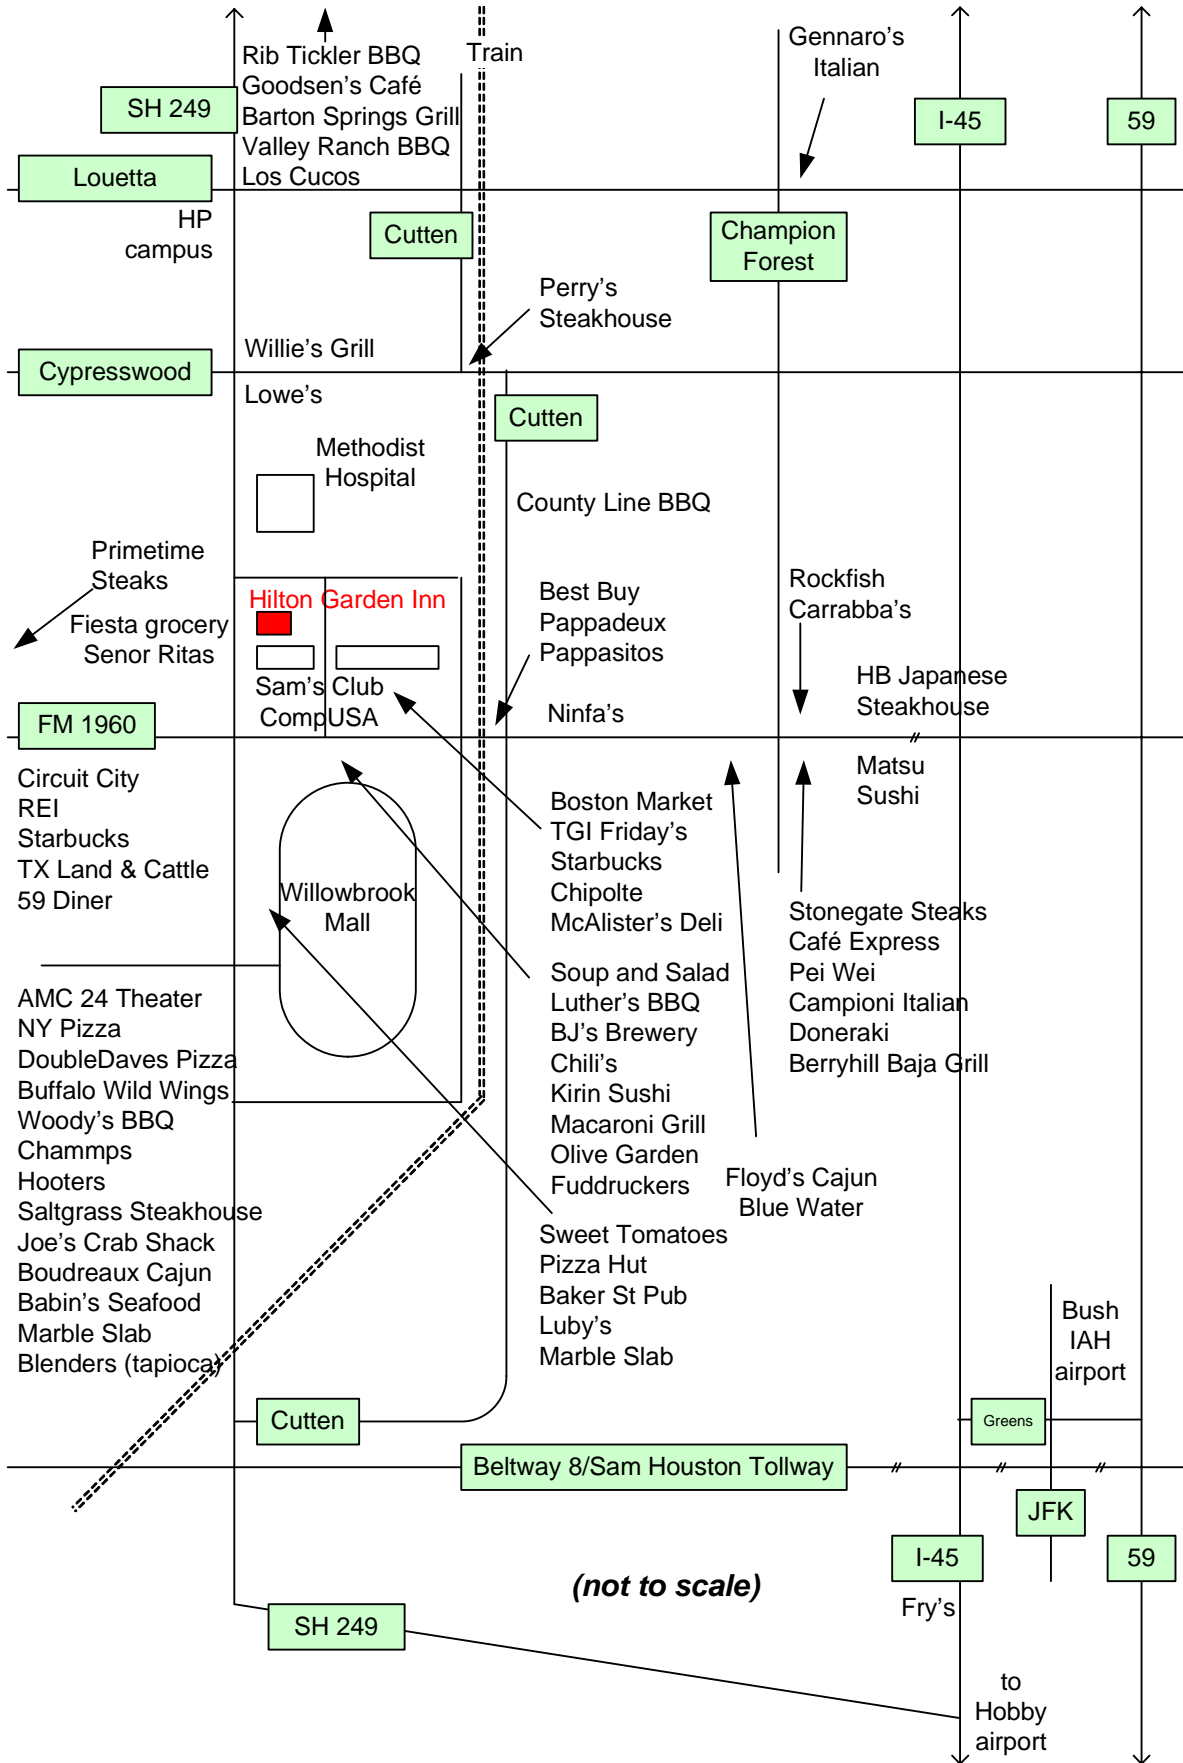 Rib Tickler BBQ
Goodsen's Café
Barton Springs Grill
Valley Ranch BBQ
Los Cucos
Train
Gennaro's
Italian
SH 249
I-45
59
Louetta
HP
campus
Cutten
Champion
Forest
Perry's
Steakhouse
Willie's Grill
Cypresswood
Lowe's
Cutten
Methodist
Hospital
County Line BBQ
Primetime
Steaks
Fiesta grocery
Senor Ritas
Hilton Garden Inn
Best Buy
Pappadeux
Pappasitos
Rockfish
Carrabba's
Sam's Club
CompUSA
Ninfa's
HB Japanese
Steakhouse
FM 1960
Circuit City
REI
Starbucks
TX Land & Cattle
59 Diner
Willowbrook
Mall
Boston Market
TGI Friday's
Starbucks
Chipolte
McAlister's Deli
Matsu
Sushi
Stonegate Steaks
Café Express
Pei Wei
Campioni Italian
Doneraki
Berryhill Baja Grill
AMC 24 Theater
NY Pizza
DoubleDaves Pizza
Buffalo Wild Wings
Woody's BBQ
Chammps
Hooters
Saltgrass Steakhouse
Joe's Crab Shack
Boudreaux Cajun
Babin's Seafood
Marble Slab
Blenders (tapioca)
Soup and Salad
Luther's BBQ
BJ's Brewery
Chili's
Kirin Sushi
Macaroni Grill
Olive Garden
Fuddruckers
Floyd's Cajun
Blue Water
Sweet Tomatoes
Pizza Hut
Baker St Pub
Luby's
Marble Slab
Bush
IAH
airport
Cutten
Greens
Beltway 8/Sam Houston Tollway
JFK
I-45
59
(not to scale)
Fry's
SH 249
to
Hobby
airport